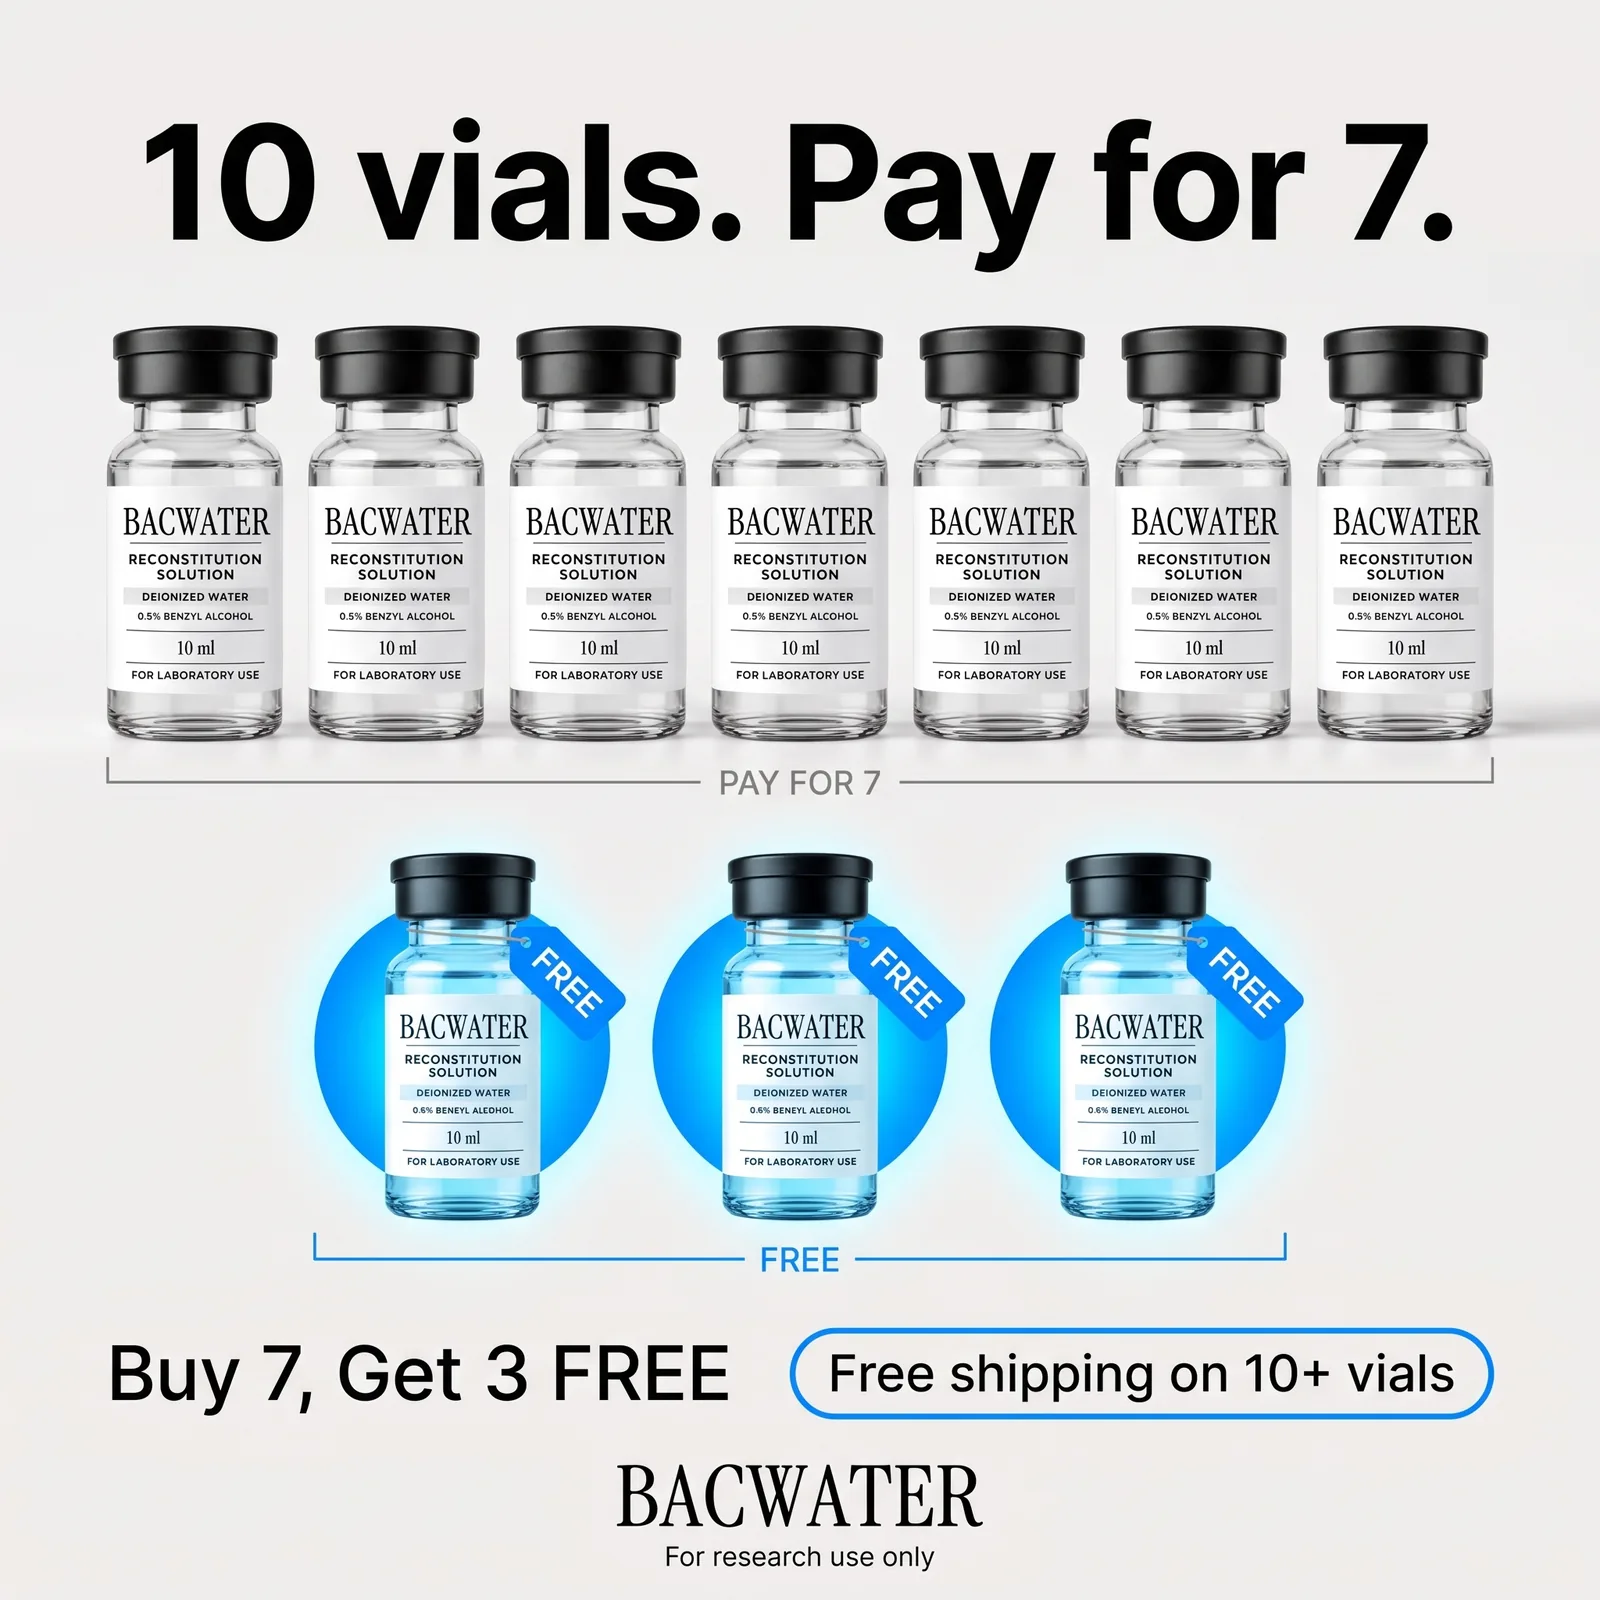 10 vials. Pay for 7.
BACWATER
RECONSTITUTION
SOLUTION
DEIONIZED WATER
0.5% BENZYL ALCOHOL
10 ml
FOR LABORATORY USE
BACWATER
RECONSTITUTION
SOLUTION
DEIONIZED WATER
0.5% BENZYL ALCOHOL
10 ml
FOR LABORATORY USE
BACWATER
RECONSTITUTION
SOLUTION
DEIONIZED WATER
0.5% BENZYL ALCOHOL
10 ml
FOR LABORATORY USE
BACWATER
RECONSTITUTION
SOLUTION
DEIONIZED WATER
0.5% BENZYL ALCOHOL
10 ml
FOR LABORATORY USE
BACWATER
RECONSTITUTION
SOLUTION
DEIONIZED WATER
0.5% BENZYL ALCOHOL
10 ml
FOR LABORATORY USE
BACWATER
RECONSTITUTION
SOLUTION
DEIONIZED WATER
0.5% BENZYL ALCOHOL
10 ml
FOR LABORATORY USE
BACWATER
RECONSTITUTION
SOLUTION
DEIONIZED WATER
0.5% BENZYL ALCOHOL
10 ml
FOR LABORATORY USE
PAY FOR 7
FREE
BACWATER
RECONSTITUTION
SOLUTION
DEIONIZED WATER
0.6% BENEYL ALEDHOL
10 ml
FOR LABORATORY USE
FREE
BACWATER
RECONSTITUTION
SOLUTION
DEIONIZED WATER
0.6% BENEYL ALEDHOL
10 ml
FOR LABORATORY USE
FREE
BACWATER
RECONSTITUTION
SOLUTION
DEIONIZED WATER
0.6% BENEYL ALEDHOL
10 ml
FOR LABORATORY USE
FREE
Buy 7, Get 3 FREE
Free shipping on 10+ vials
BACWATER
For research use only